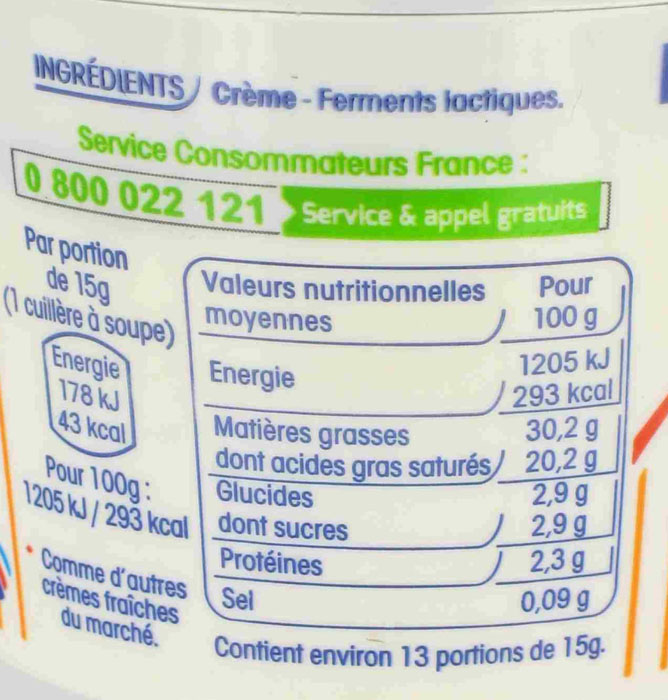 INGRÉDIENTS Crème - Ferments lactiques.
Service Consommateurs France :
0 800 022 121 Service & appel gratuits
Par portion
de 15g
(1 cuillère à soupe)
Energie
178 kJ
43 kcal
Pour 100g :
1205 kJ / 293 kcal
• Comme d'autres
crèmes fraîches
du marché.
Valeurs nutritionnelles Pour
moyennes 100 g
Energie 1205 kJ
293 kcal
Matières grasses 30,2 g
dont acides gras saturés 20,2 g
Glucides 2,9 g
dont sucres 2,9 g
Protéines 2,3 g
Sel 0,09 g
Contient environ 13 portions de 15g.